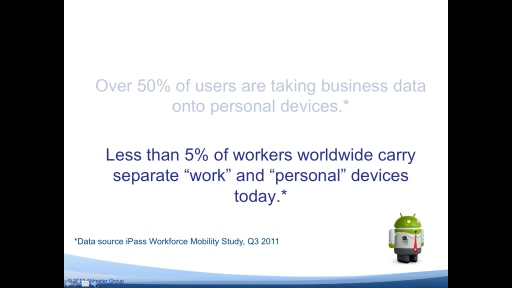 Over 50% of users are taking business data
onto personal devices.*
Less than 5% of workers worldwide carry
separate “work” and “personal” devices
today.*
*Data source iPass Workforce Mobility Study, Q3 2011
Group